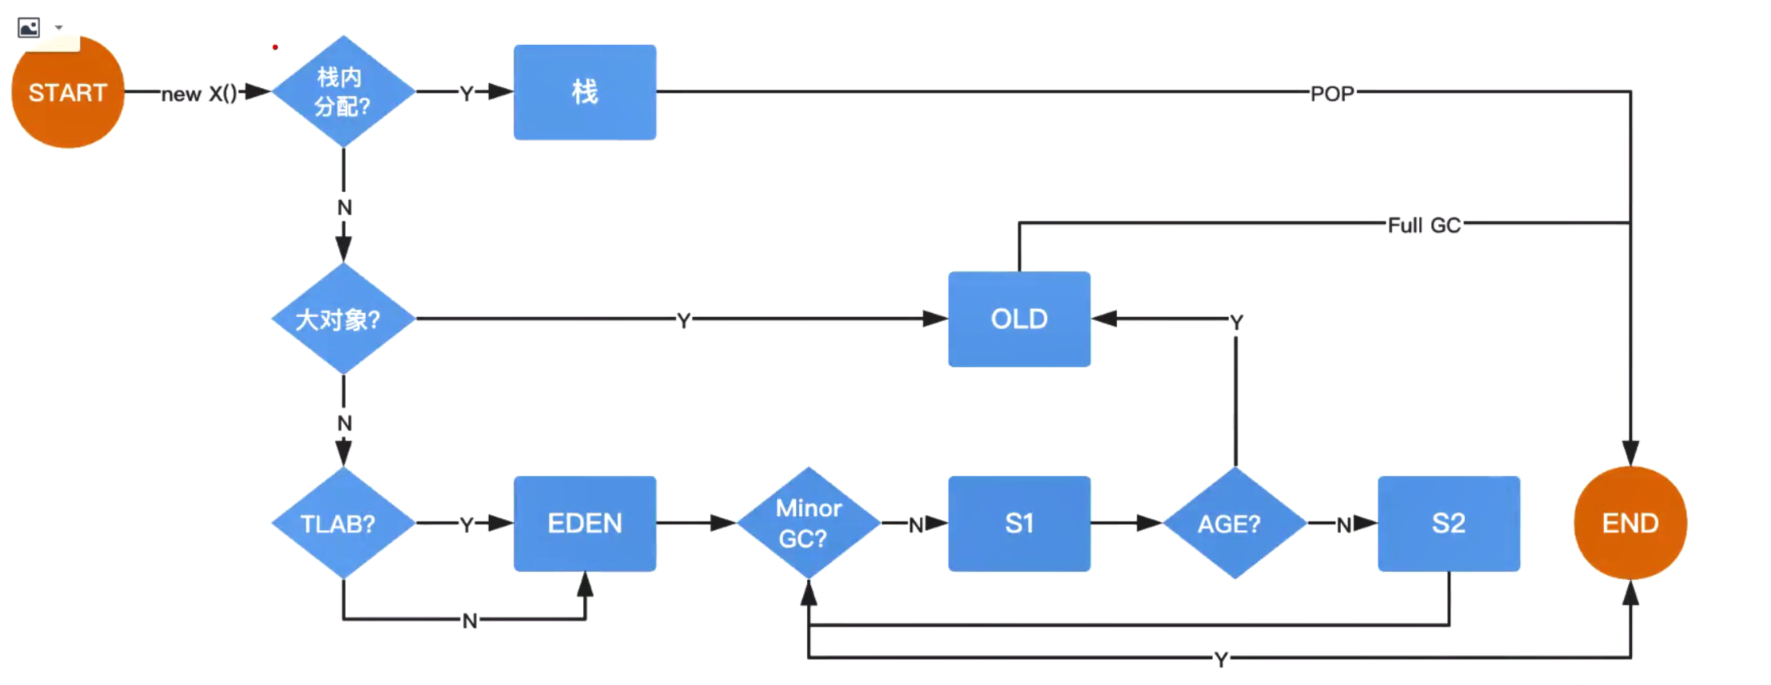 START
new X()
栈内
分配?
Y
栈
POP
N
Full GC
大对象?
Y
OLD
Y
N
TLAB?
Y
EDEN
Minor
GC?
N
S1
AGE?
N
S2
END
N
Y